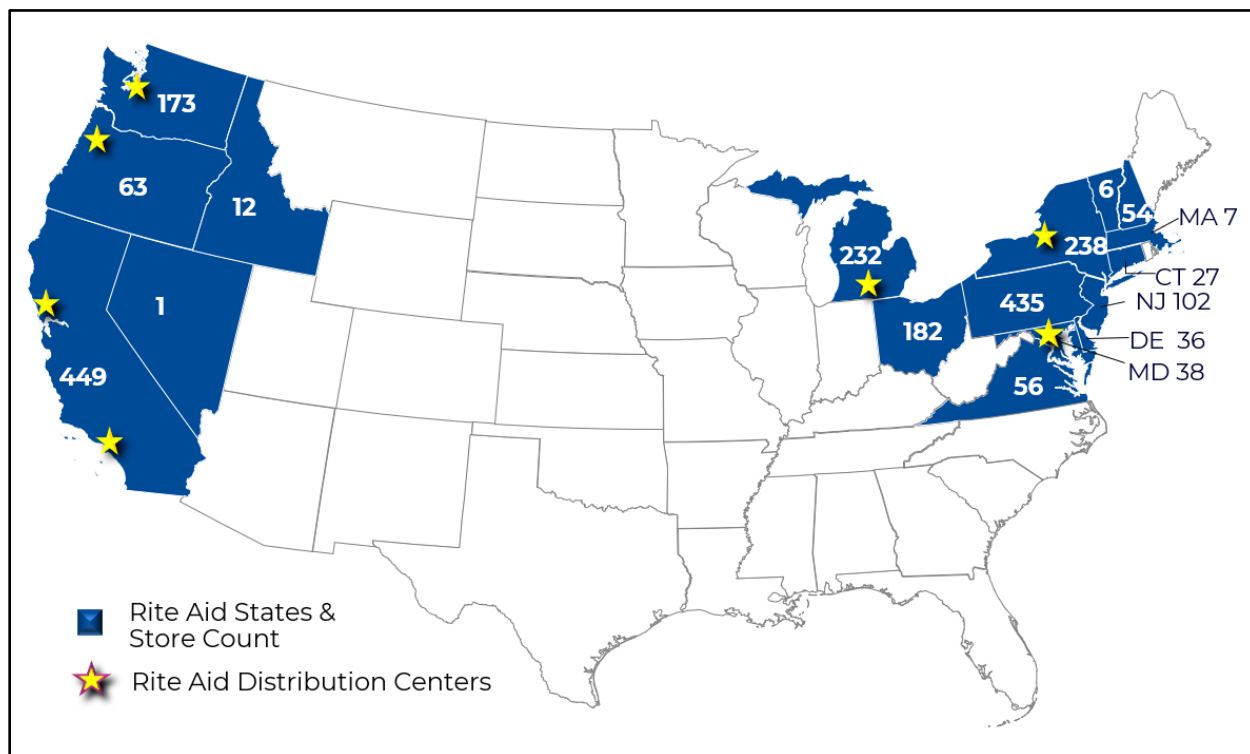 173
63
12
1
449
232
182
6
54
MA 7
238
CT 27
NJ 102
435
DE 36
MD 38
56
Rite Aid States &
Store Count
Rite Aid Distribution Centers